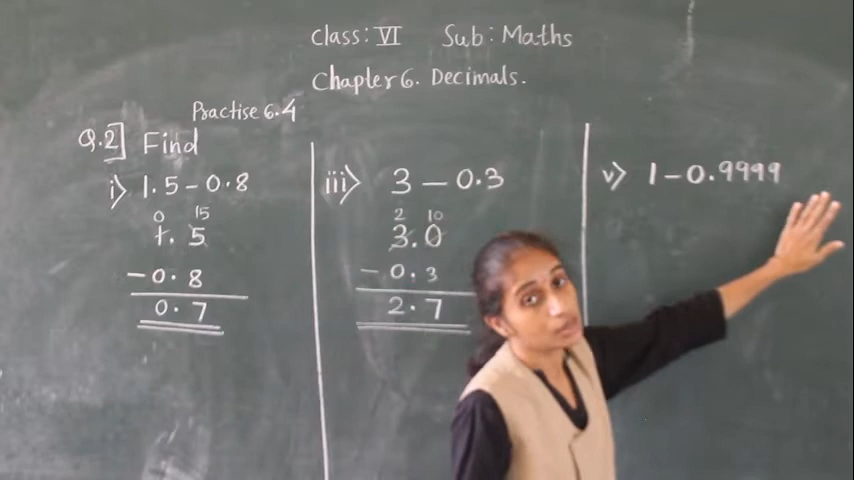 Class: VI Sub: Maths
Chapter 6. Decimals.
Practise 6.4
Q.2] Find
i) 1.5 - 0.8
0 15
1.5
- 0.8
0.7
iii) 3 - 0.3
2 10
3.0
- 0.3
2.7
v) 1 - 0.9999